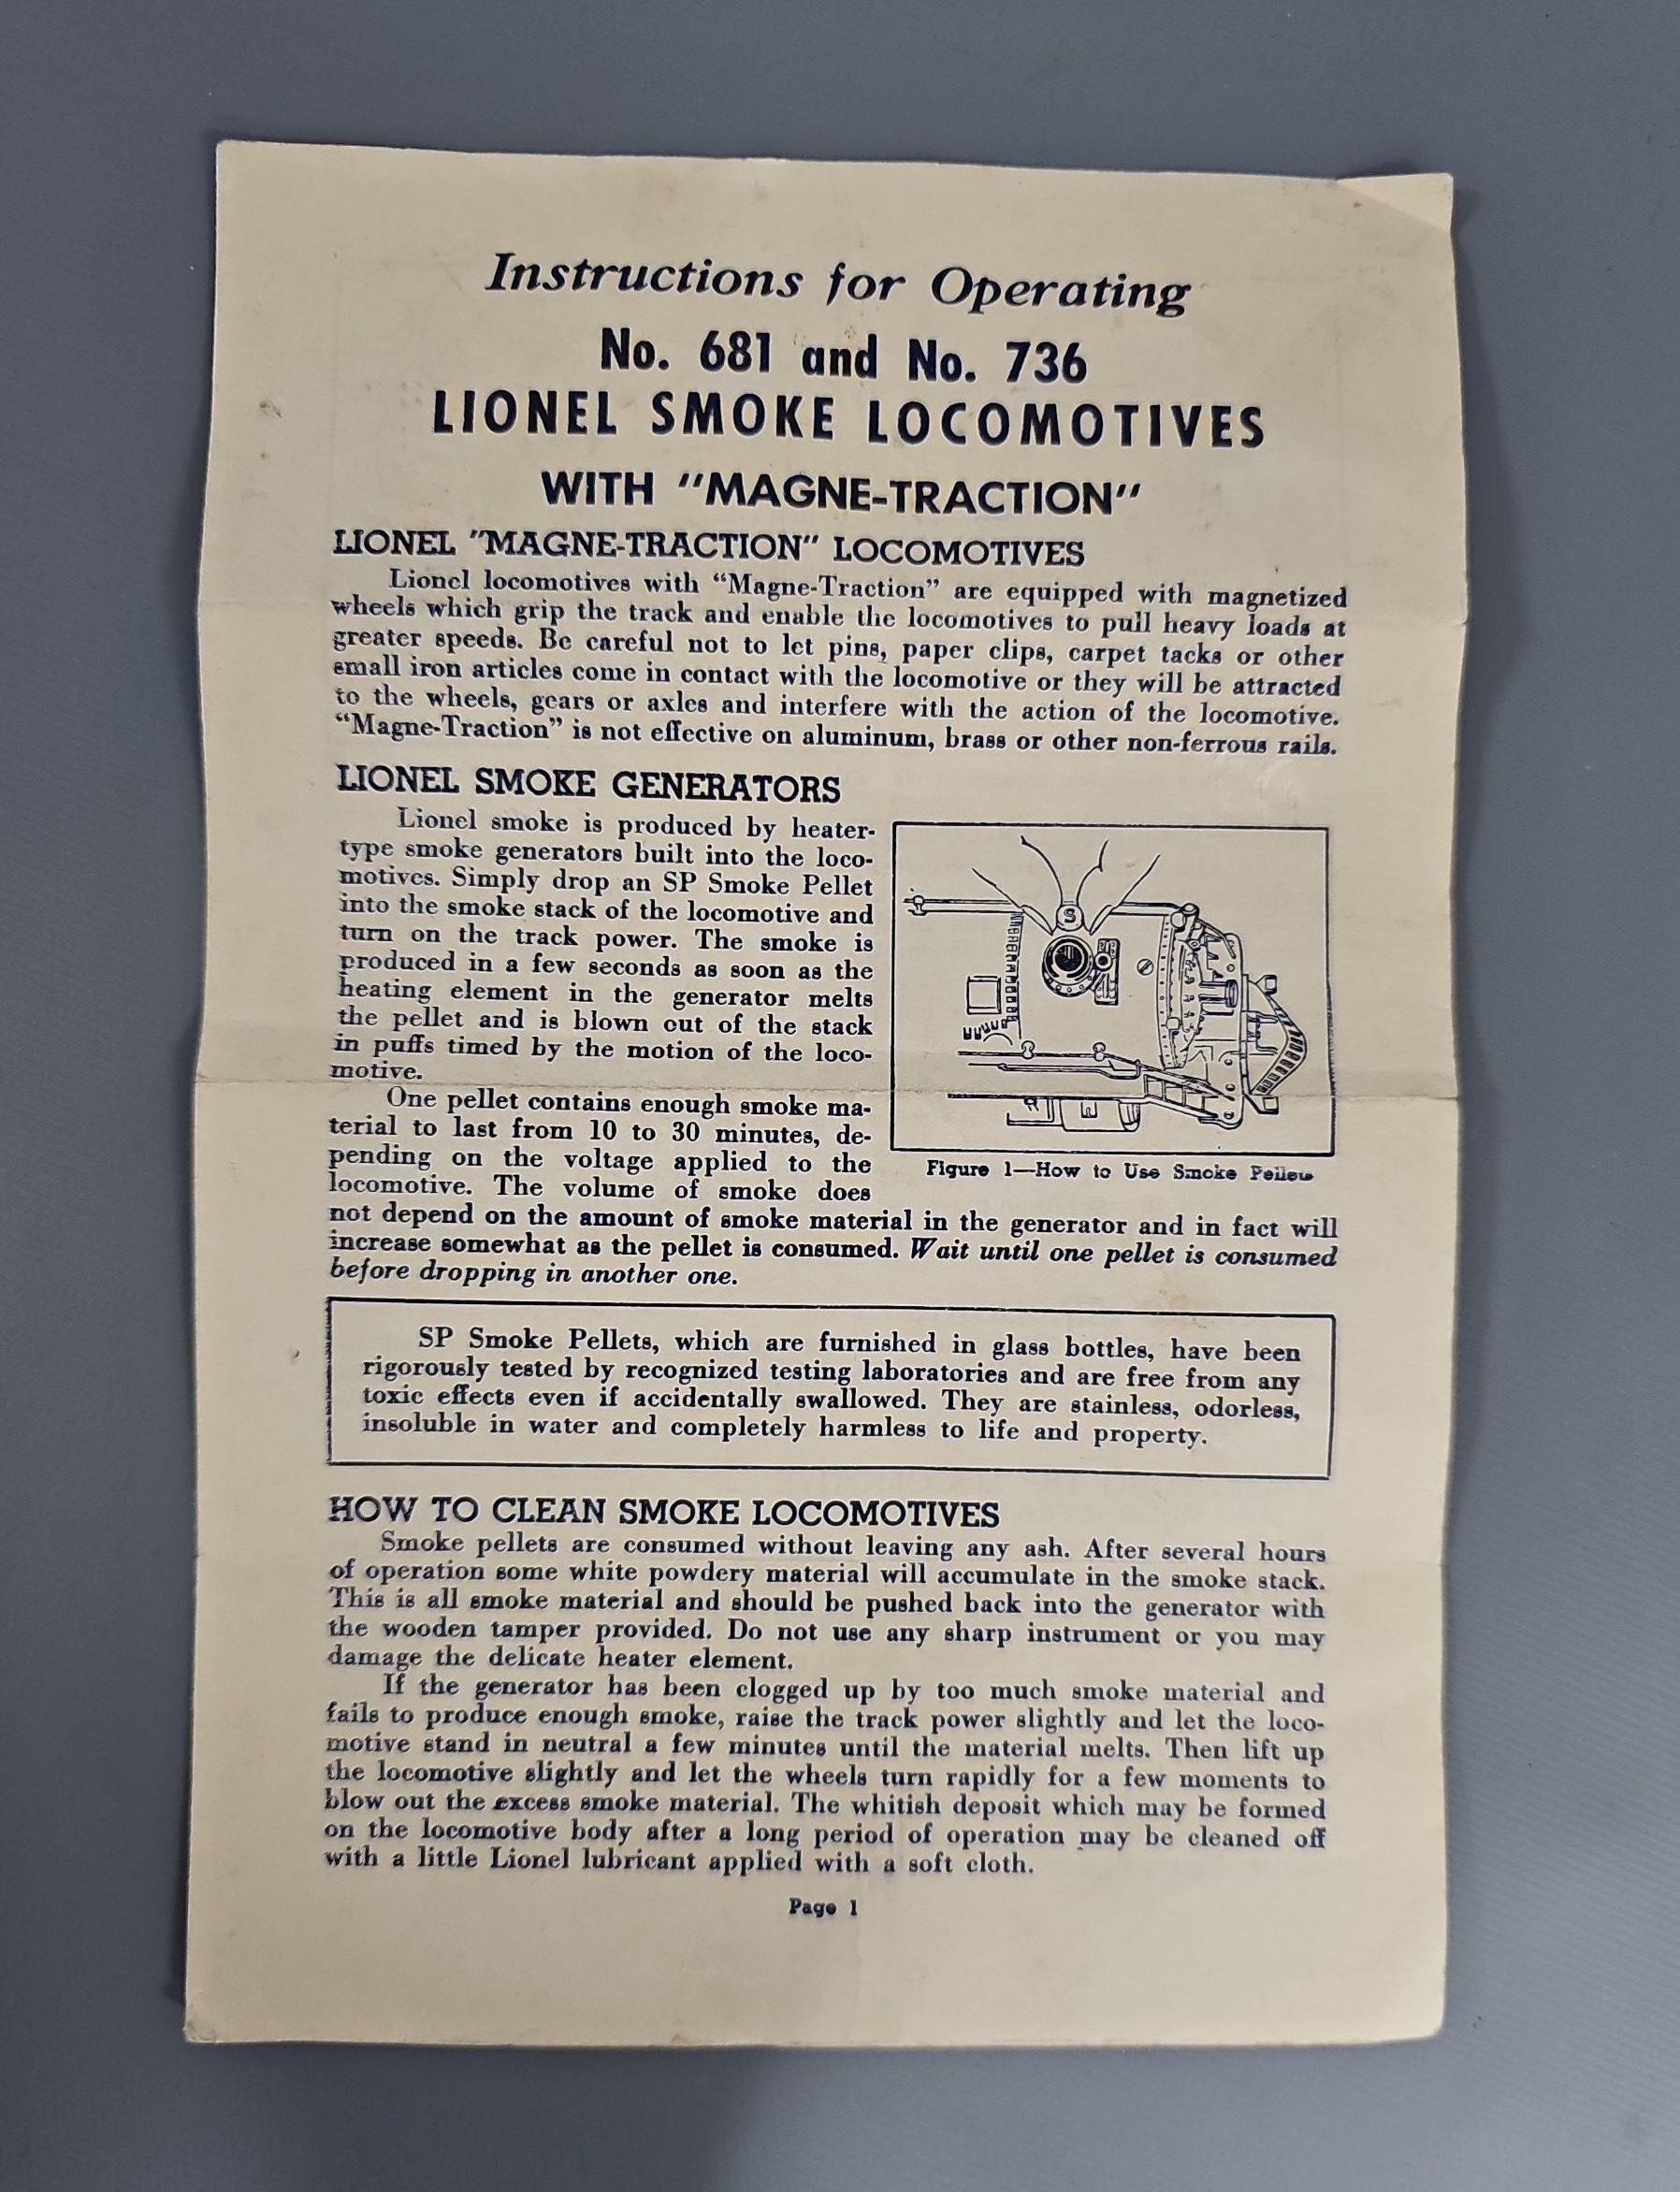 Instructions for Operating
No. 681 and No. 736
LIONEL SMOKE LOCOMOTIVES
WITH "MAGNE-TRACTION"
LIONEL "MAGNE-TRACTION" LOCOMOTIVES
Lionel locomotives with “Magne-Traction” are equipped with magnetized
wheels which grip the track and enable the locomotives to pull heavy loads at
greater speeds. Be careful not to let pins, paper clips, carpet tacks or other
small iron articles come in contact with the locomotive or they will be attracted
to the wheels, gears or axles and interfere with the action of the locomotive.
“Magne-Traction” is not effective on aluminum, brass or other non-ferrous rails.
LIONEL SMOKE GENERATORS
Lionel smoke is produced by heater-
type smoke generators built into the loco-
motives. Simply drop an SP Smoke Pellet
into the smoke stack of the locomotive and
turn on the track power. The smoke is
produced in a few seconds as soon as the
heating element in the generator melts
the pellet and is blown out of the stack
in puffs timed by the motion of the loco-
motive.
One pellet contains enough smoke ma-
terial to last from 10 to 30 minutes, de-
pending on the voltage applied to the
locomotive. The volume of smoke does
not depend on the amount of smoke material in the generator and in fact will
increase somewhat as the pellet is consumed. Wait until one pellet is consumed
before dropping in another one.
S
Figure 1—How to Use Smoke Pellets
SP Smoke Pellets, which are furnished in glass bottles, have been
rigorously tested by recognized testing laboratories and are free from any
toxic effects even if accidentally swallowed. They are stainless, odorless,
insoluble in water and completely harmless to life and property.
HOW TO CLEAN SMOKE LOCOMOTIVES
Smoke pellets are consumed without leaving any ash. After several hours
of operation some white powdery material will accumulate in the smoke stack.
This is all smoke material and should be pushed back into the generator with
the wooden tamper provided. Do not use any sharp instrument or you may
damage the delicate heater element.
If the generator has been clogged up by too much smoke material and
fails to produce enough smoke, raise the track power slightly and let the loco-
motive stand in neutral a few minutes until the material melts. Then lift up
the locomotive slightly and let the wheels turn rapidly for a few moments to
blow out the excess smoke material. The whitish deposit which may be formed
on the locomotive body after a long period of operation may be cleaned off
with a little Lionel lubricant applied with a soft cloth.
Page 1